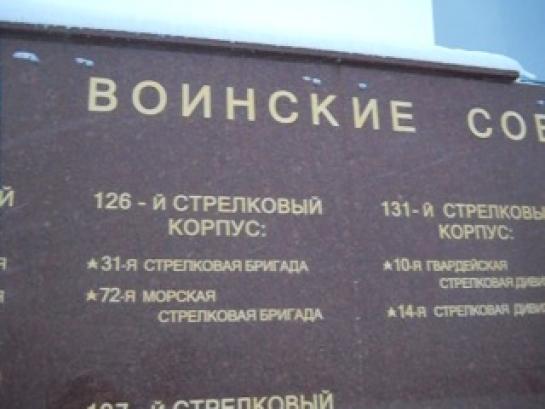 ВОИНСКИЕ
126 - Й СТРЕЛКОВЫЙ
КОРПУС:
★ 31-Я СТРЕЛКОВАЯ БРИГАДА
★ 72-Я МОРСКАЯ
СТРЕЛКОВАЯ БРИГАДА
131 - Й СТРЕЛКОВЫ
КОРПУС:
★ 10-Я ГВАРДЕЙСКАЯ
СТРЕЛКОВАЯ ДИВИ
★ 14-Я СТРЕЛКОВАЯ ДИВИ
СТРЕЛКОВЫЙ